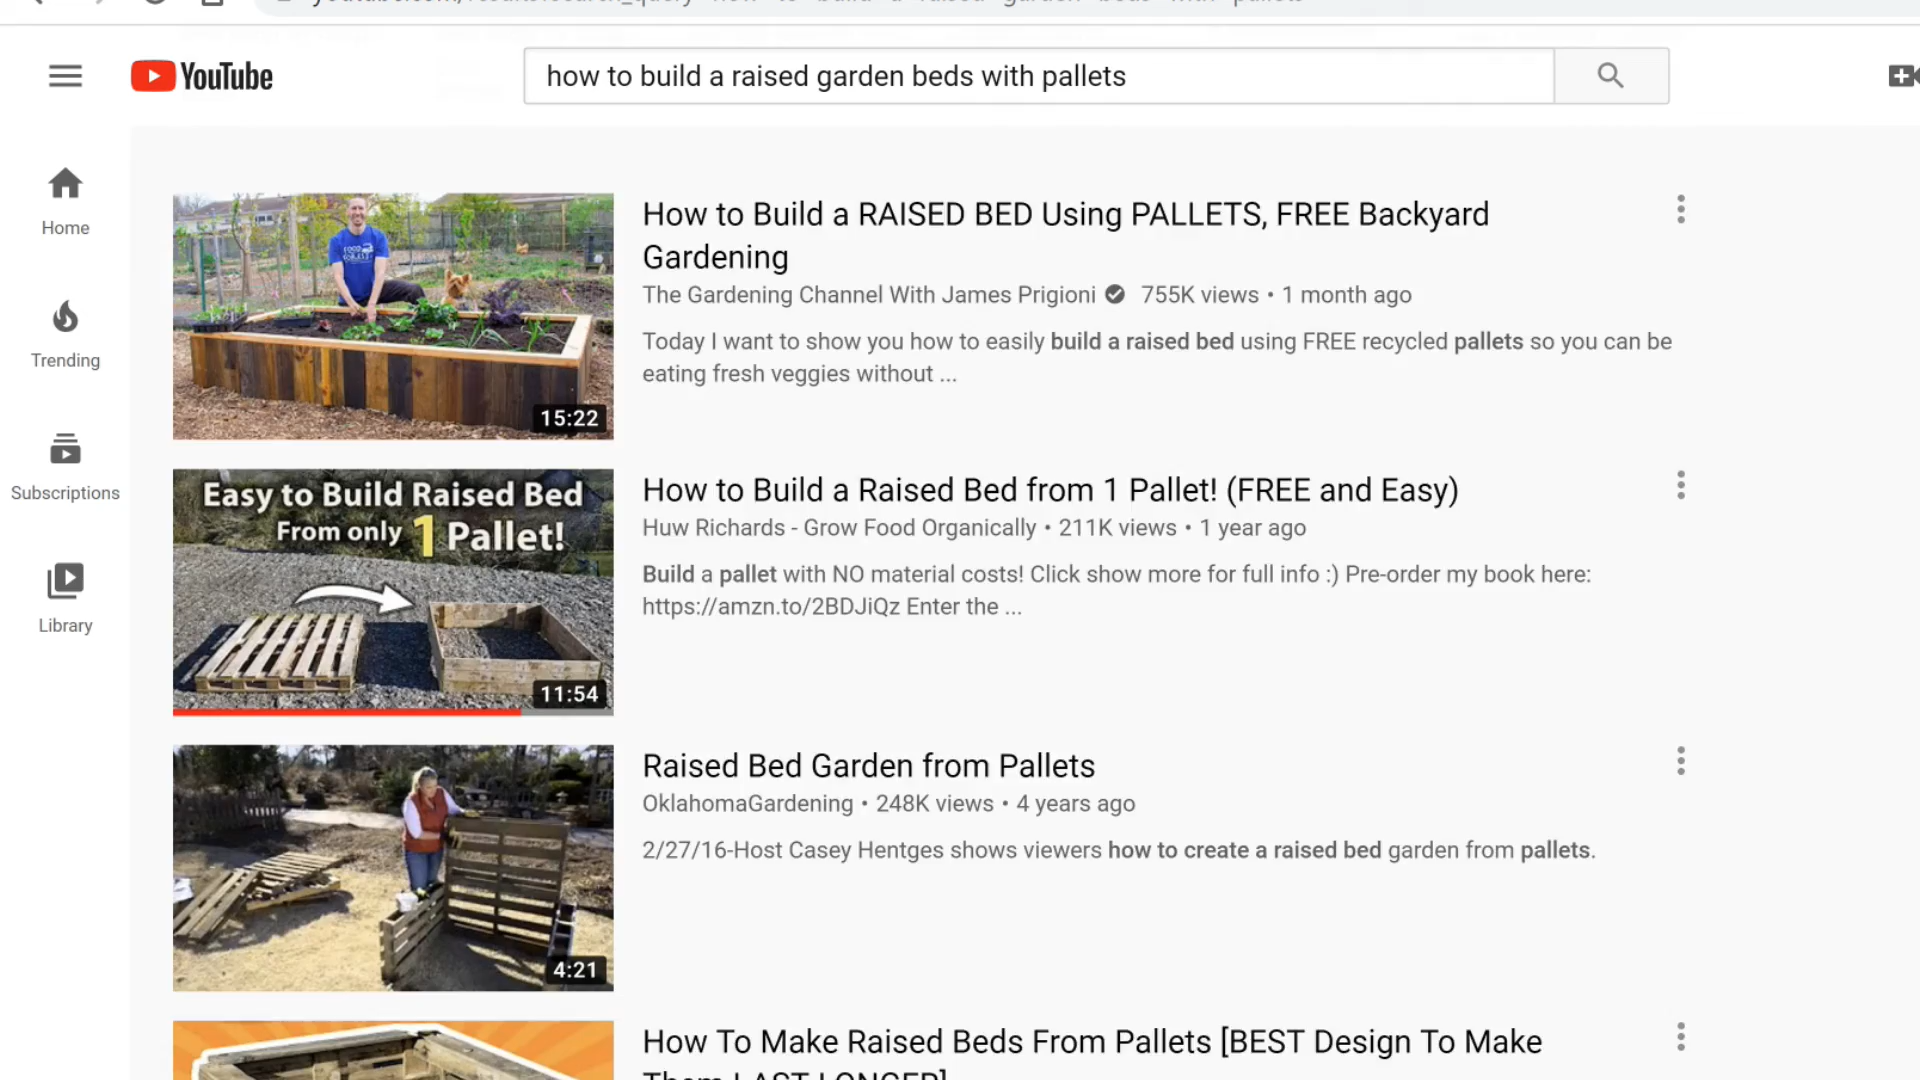 YouTube
how to build a raised garden beds with pallets
Home
Trending
Subscriptions
Library
15:22
How to Build a RAISED BED Using PALLETS, FREE Backyard
Gardening
The Gardening Channel With James Prigioni 755K views • 1 month ago
Today I want to show you how to easily build a raised bed using FREE recycled pallets so you can be
eating fresh veggies without ...
Easy to Build Raised Bed
From only 1 Pallet!
11:54
How to Build a Raised Bed from 1 Pallet! (FREE and Easy)
Huw Richards - Grow Food Organically • 211K views • 1 year ago
Build a pallet with NO material costs! Click show more for full info :) Pre-order my book here:
https://amzn.to/2BDJiQz Enter the ...
4:21
Raised Bed Garden from Pallets
OklahomaGardening • 248K views • 4 years ago
2/27/16-Host Casey Hentges shows viewers how to create a raised bed garden from pallets.
How To Make Raised Beds From Pallets [BEST Design To Make
Them LAST LONGER]